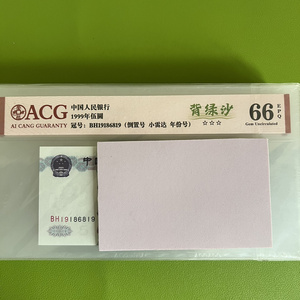 ACG
AI CANG GUARANTY
中国人民银行
1999年伍圆
冠号：BH19186819（倒置号 小雷达 年份号）
背绿沙
☆☆☆
66 EPQ
Gem Uncirculated
中
BH19186819